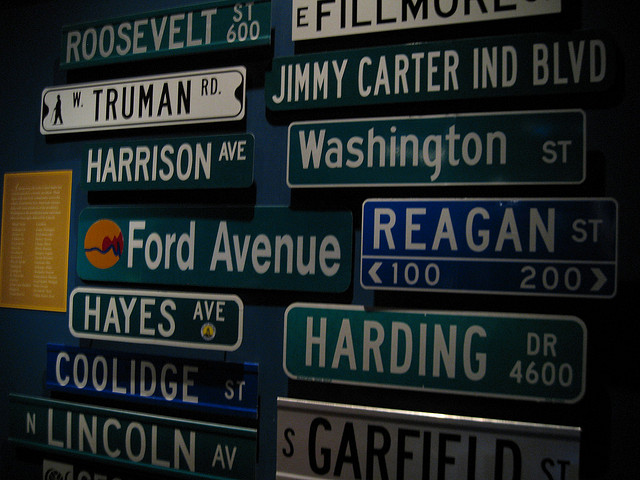 ROOSEVELT ST 600
E FILLMORE
W. TRUMAN RD.
JIMMY CARTER IND BLVD
HARRISON AVE
Washington ST
Ford Avenue
REAGAN ST
100 200
HAYES AVE
HARDING DR 4600
COOLIDGE ST
N LINCOLN AV
S GARFIELD ST